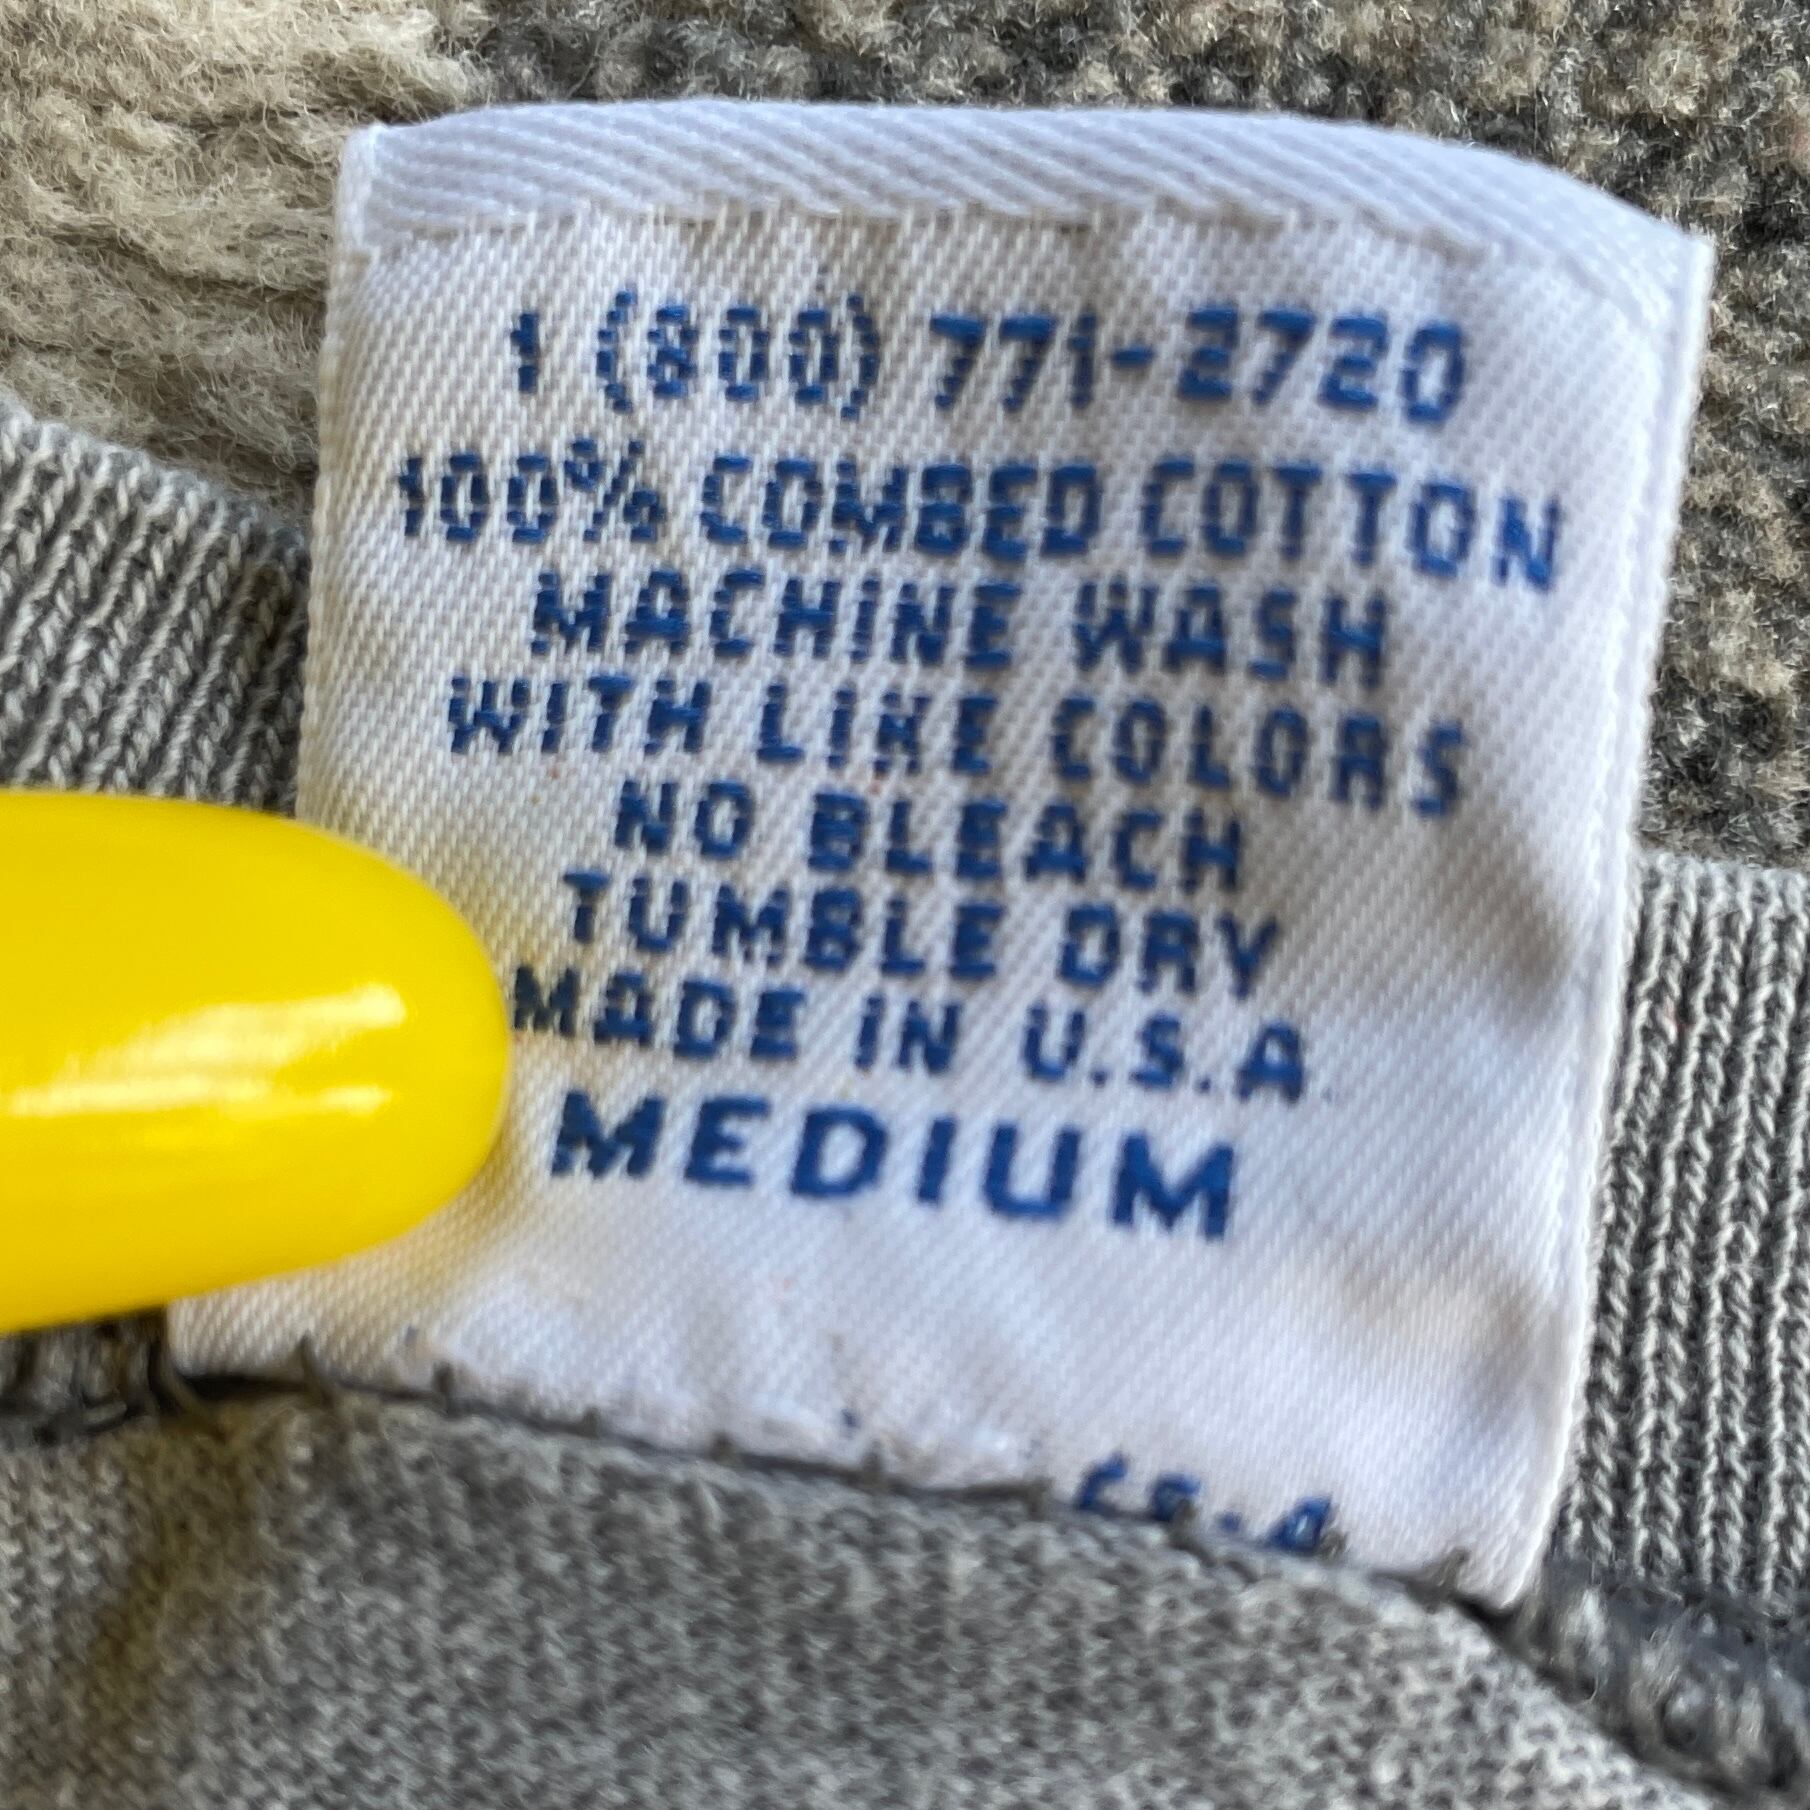 1 (800) 771-2720
100% COMBED COTTON
MACHINE WASH
WITH LIKE COLORS
NO BLEACH
TUMBLE DRY
MADE IN U.S.A.
MEDIUM